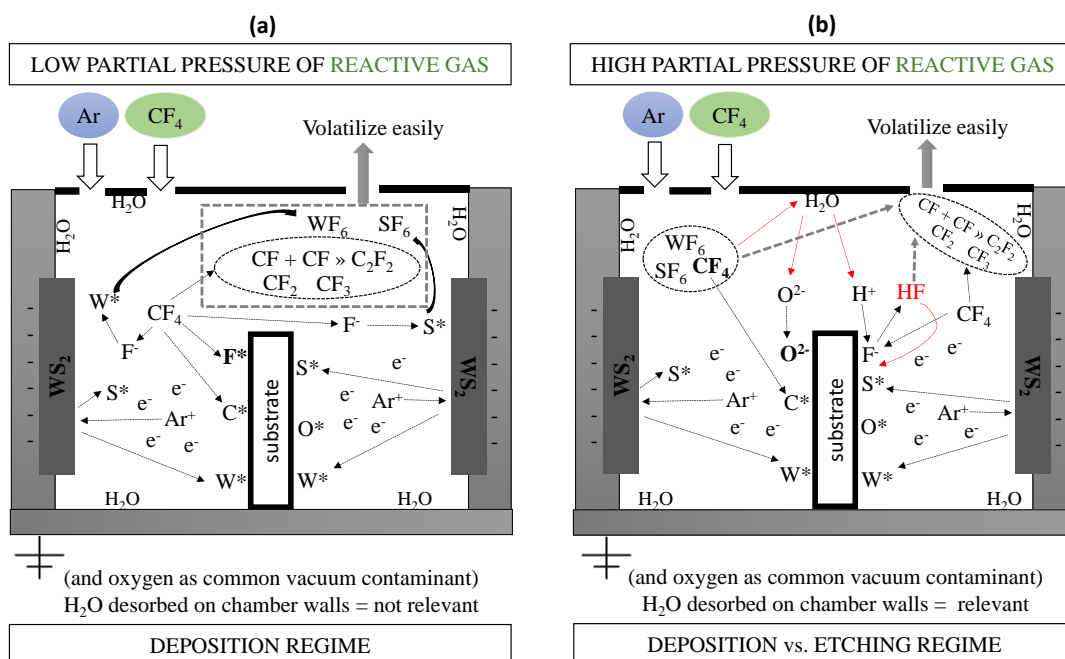 (a)
LOW PARTIAL PRESSURE OF REACTIVE GAS
Ar
CF₄
Volatilize easily
H₂O
H₂O
H₂O
WF₆ SF₆
CF + CF » C₂F₂
CF₂ CF₃
W*
CF₄
F⁻
F⁻
S*
F*
WS₂
WS₂
S*
S*
e⁻
e⁻
e⁻
Ar⁺
Ar⁺
C*
e⁻
e⁻
e⁻
e⁻
O*
substrate
W*
W*
H₂O
H₂O
(and oxygen as common vacuum contaminant)
H₂O desorbed on chamber walls = not relevant
DEPOSITION REGIME
(b)
HIGH PARTIAL PRESSURE OF REACTIVE GAS
Ar
CF₄
Volatilize easily
H₂O
H₂O
H₂O
CF + CF » C₂F₂
CF₂ CF₃
WF₆
SF₆ CF₄
O²⁻
H⁺
HF
CF₄
O²⁻
F⁻
e⁻
e⁻
WS₂
WS₂
S*
S*
e⁻
e⁻
Ar⁺
Ar⁺
C*
e⁻
e⁻
e⁻
e⁻
O*
substrate
W*
W*
H₂O
H₂O
(and oxygen as common vacuum contaminant)
H₂O desorbed on chamber walls = relevant
DEPOSITION vs. ETCHING REGIME